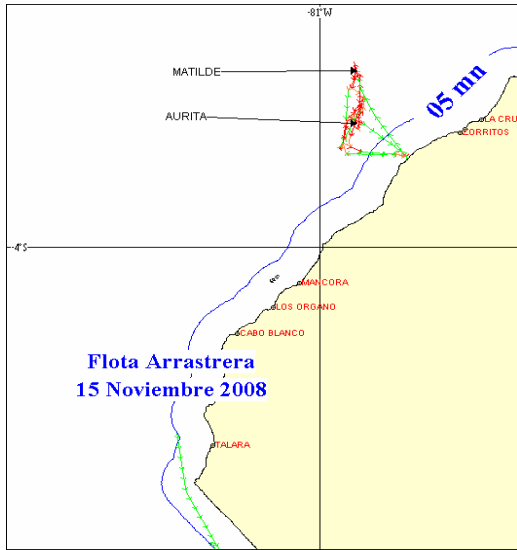 -81°W
MATILDE
05 mn
AURITA
LA CRU
ZORRITOS
-4°S
MANCORA
LOS ORGANO
CABO BLANCO
Flota Arrastrera
15 Noviembre 2008
TALARA